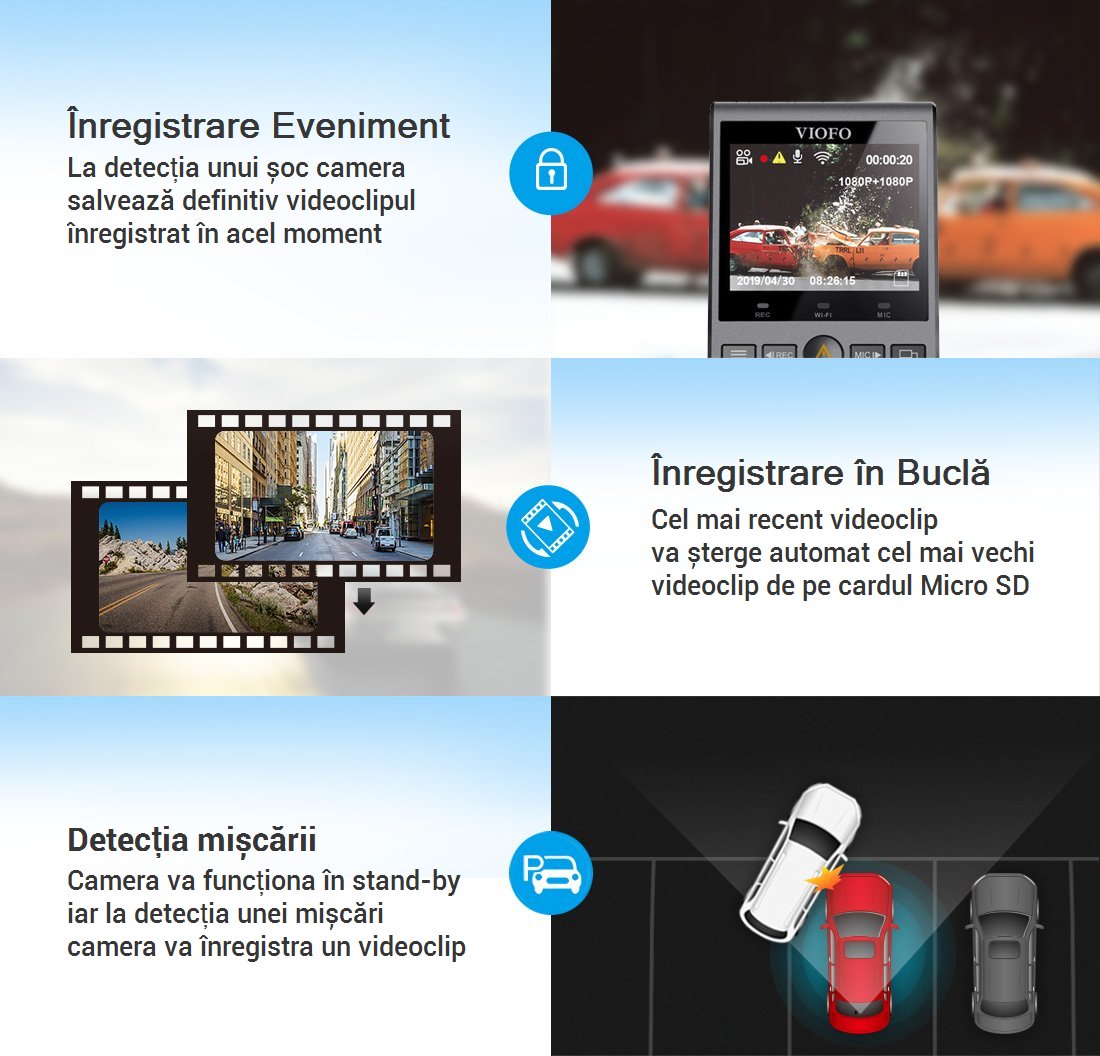 Înregistrare Eveniment
La detecția unui șoc camera
salvează definitiv videoclipul
înregistrat în acel moment
VIOFO
00:00:20
1080P+1080P
TRRL L11
2019/04/30 08:26:15
REC WI-FI MIC
REC MIC
Înregistrare în Buclă
Cel mai recent videoclip
va șterge automat cel mai vechi
videoclip de pe cardul Micro SD
Detecția mișcării
Camera va funcționa în stand-by
iar la detecția unei mișcări
camera va înregistra un videoclip
P